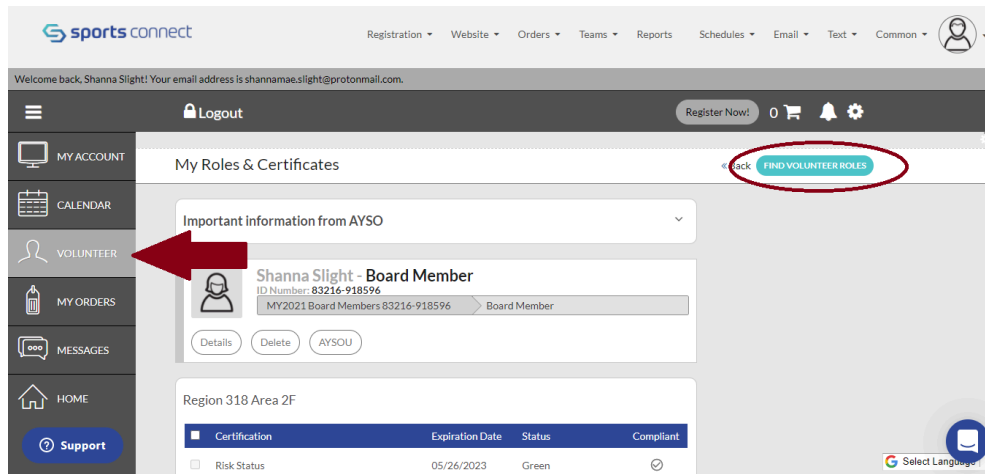 sports connect
Registration Website Orders Teams Reports Schedules Email Text Common
Welcome back, Shanna Slight! Your email address is shannamae.slight@protonmail.com.
Logout
Register Now! 0
MY ACCOUNT
CALENDAR
VOLUNTEER
MY ORDERS
MESSAGES
HOME
Support
My Roles & Certificates
« Back FIND VOLUNTEER ROLES
Important information from AYSO
Shanna Slight - Board Member
ID Number: 83216-918596
MY2021 Board Members 83216-918596 Board Member
Details Delete AYSOU
Region 318 Area 2F
Certification Expiration Date Status Compliant
Risk Status 05/26/2023 Green
G Select Language